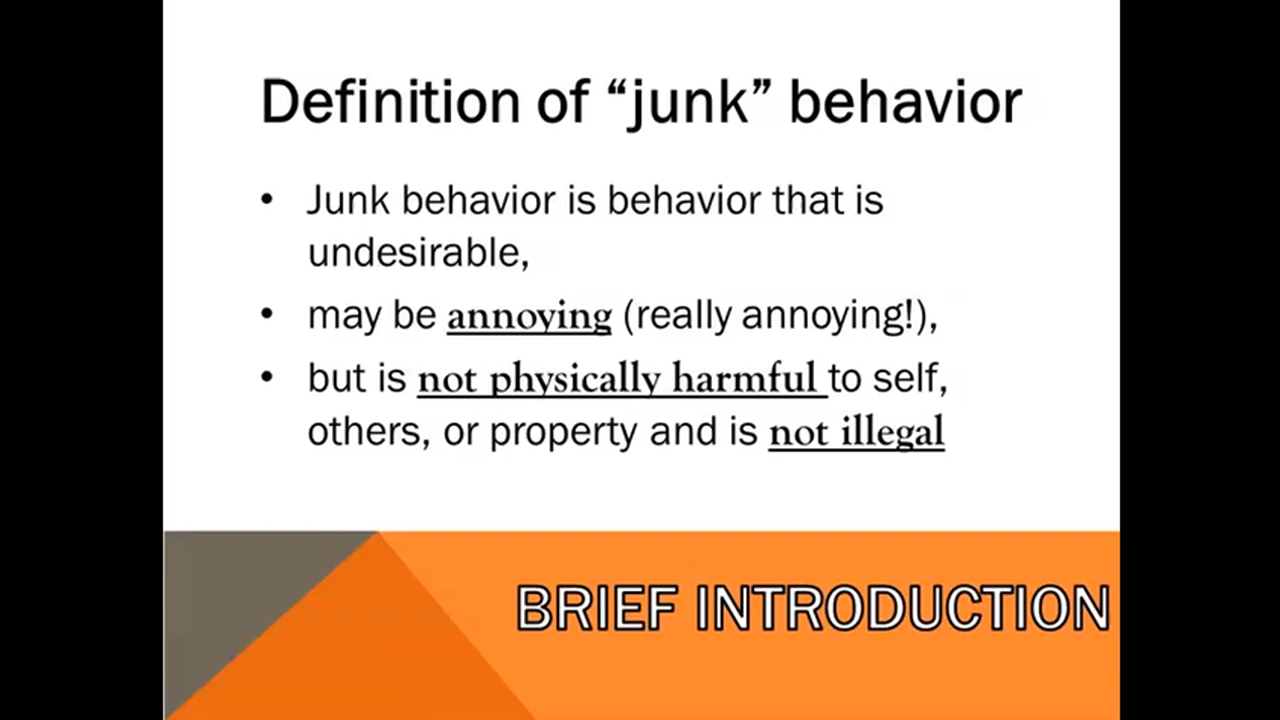 Definition of “junk” behavior
• Junk behavior is behavior that is
undesirable,
• may be annoying (really annoying!),
• but is not physically harmful to self,
others, or property and is not illegal
BRIEF INTRODUCTION